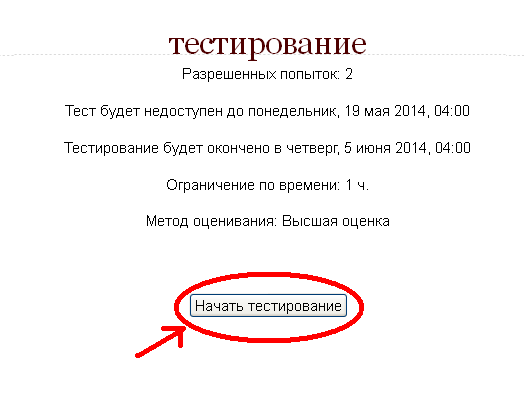 тестирование
Разрешенных попыток: 2
Тест будет недоступен до понедельник, 19 мая 2014, 04:00
Тестирование будет окончено в четверг, 5 июня 2014, 04:00
Ограничение по времени: 1 ч.
Метод оценивания: Высшая оценка
Начать тестирование